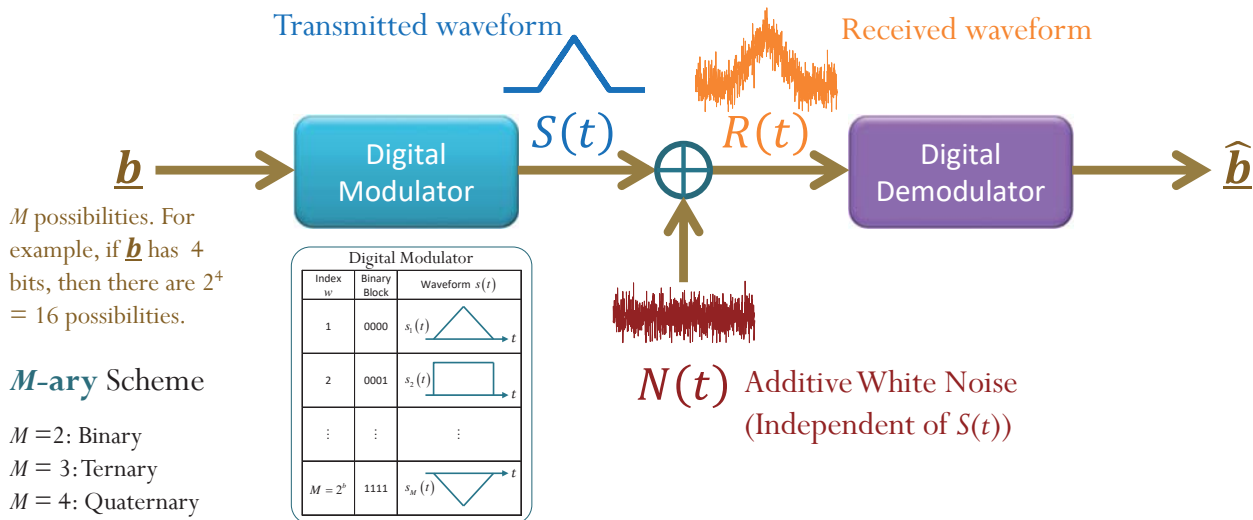 Transmitted waveform
Received waveform
S(t)
R(t)
b
Digital
Modulator
Digital
Demodulator
b̂
M possibilities. For
example, if b has 4
bits, then there are 2⁴
= 16 possibilities.
M-ary Scheme
M =2: Binary
M = 3: Ternary
M = 4: Quaternary
Digital Modulator
Index w Binary Block Waveform s(t)
1 0000 s₁(t) t
2 0001 s₂(t) t
⋮ ⋮ ⋮
M = 2ᵇ 1111 s_M(t) t
N(t) Additive White Noise
(Independent of S(t))